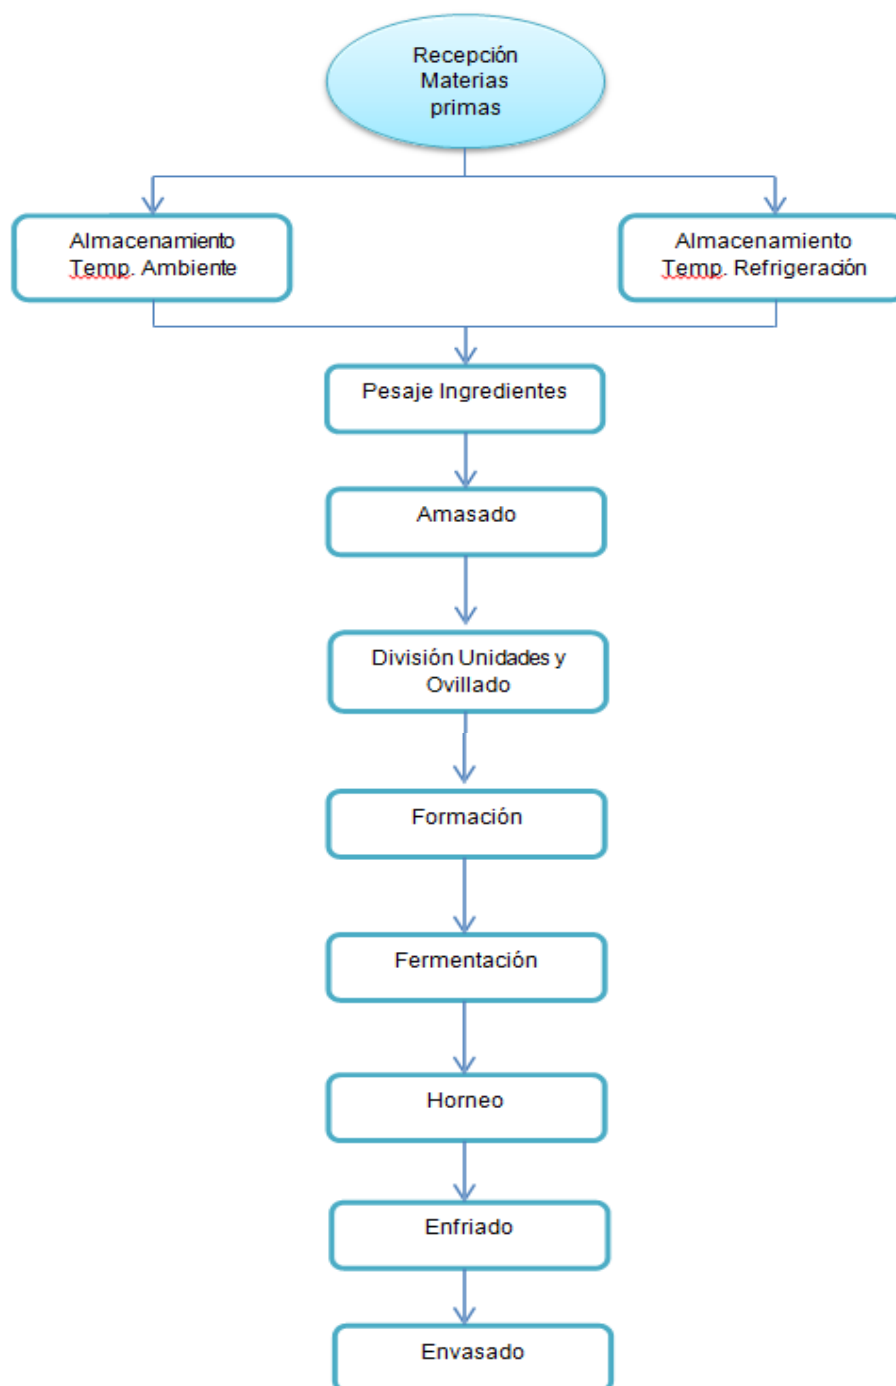 Recepción
Materias
primas
Almacenamiento
Temp. Ambiente
Almacenamiento
Temp. Refrigeración
Pesaje Ingredientes
Amasado
División Unidades y
Ovillado
Formación
Fermentación
Horneo
Enfriado
Envasado